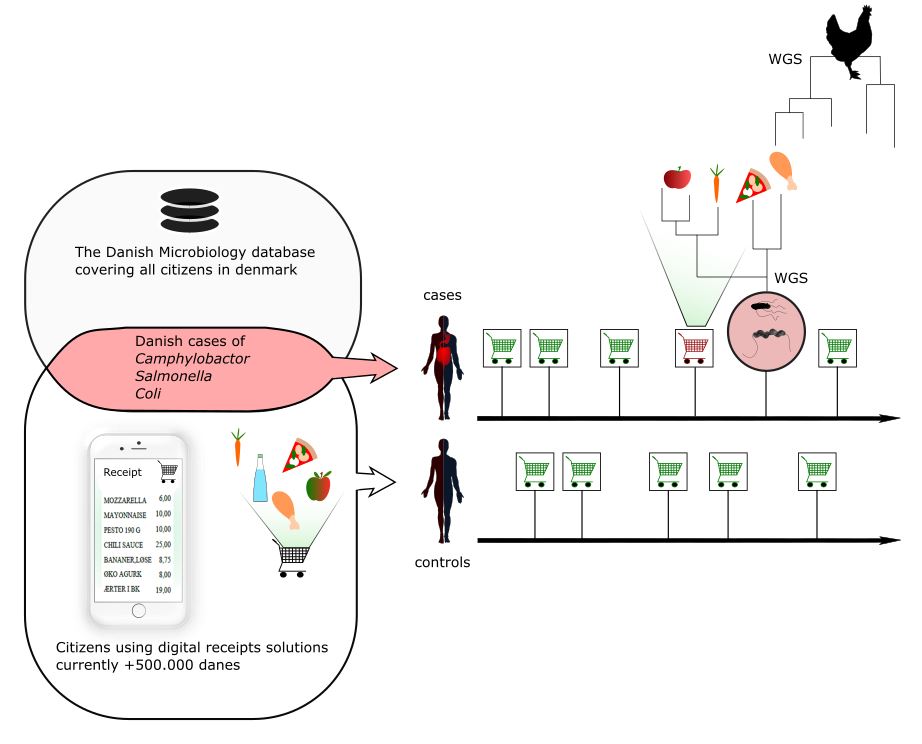 WGS
The Danish Microbiology database
covering all citizens in denmark
WGS
cases
Danish cases of
Camphylobactor
Salmonella
Coli
Receipt
MOZZARELLA 6,00
MAYONNAISE 10,00
PESTO 190 G 10,00
CHILI SAUCE 25,00
BANANER,LØSE 8,75
ØKO AGURK 8,00
ÆRTER I BK 19,00
controls
Citizens using digital receipts solutions
currently +500.000 danes